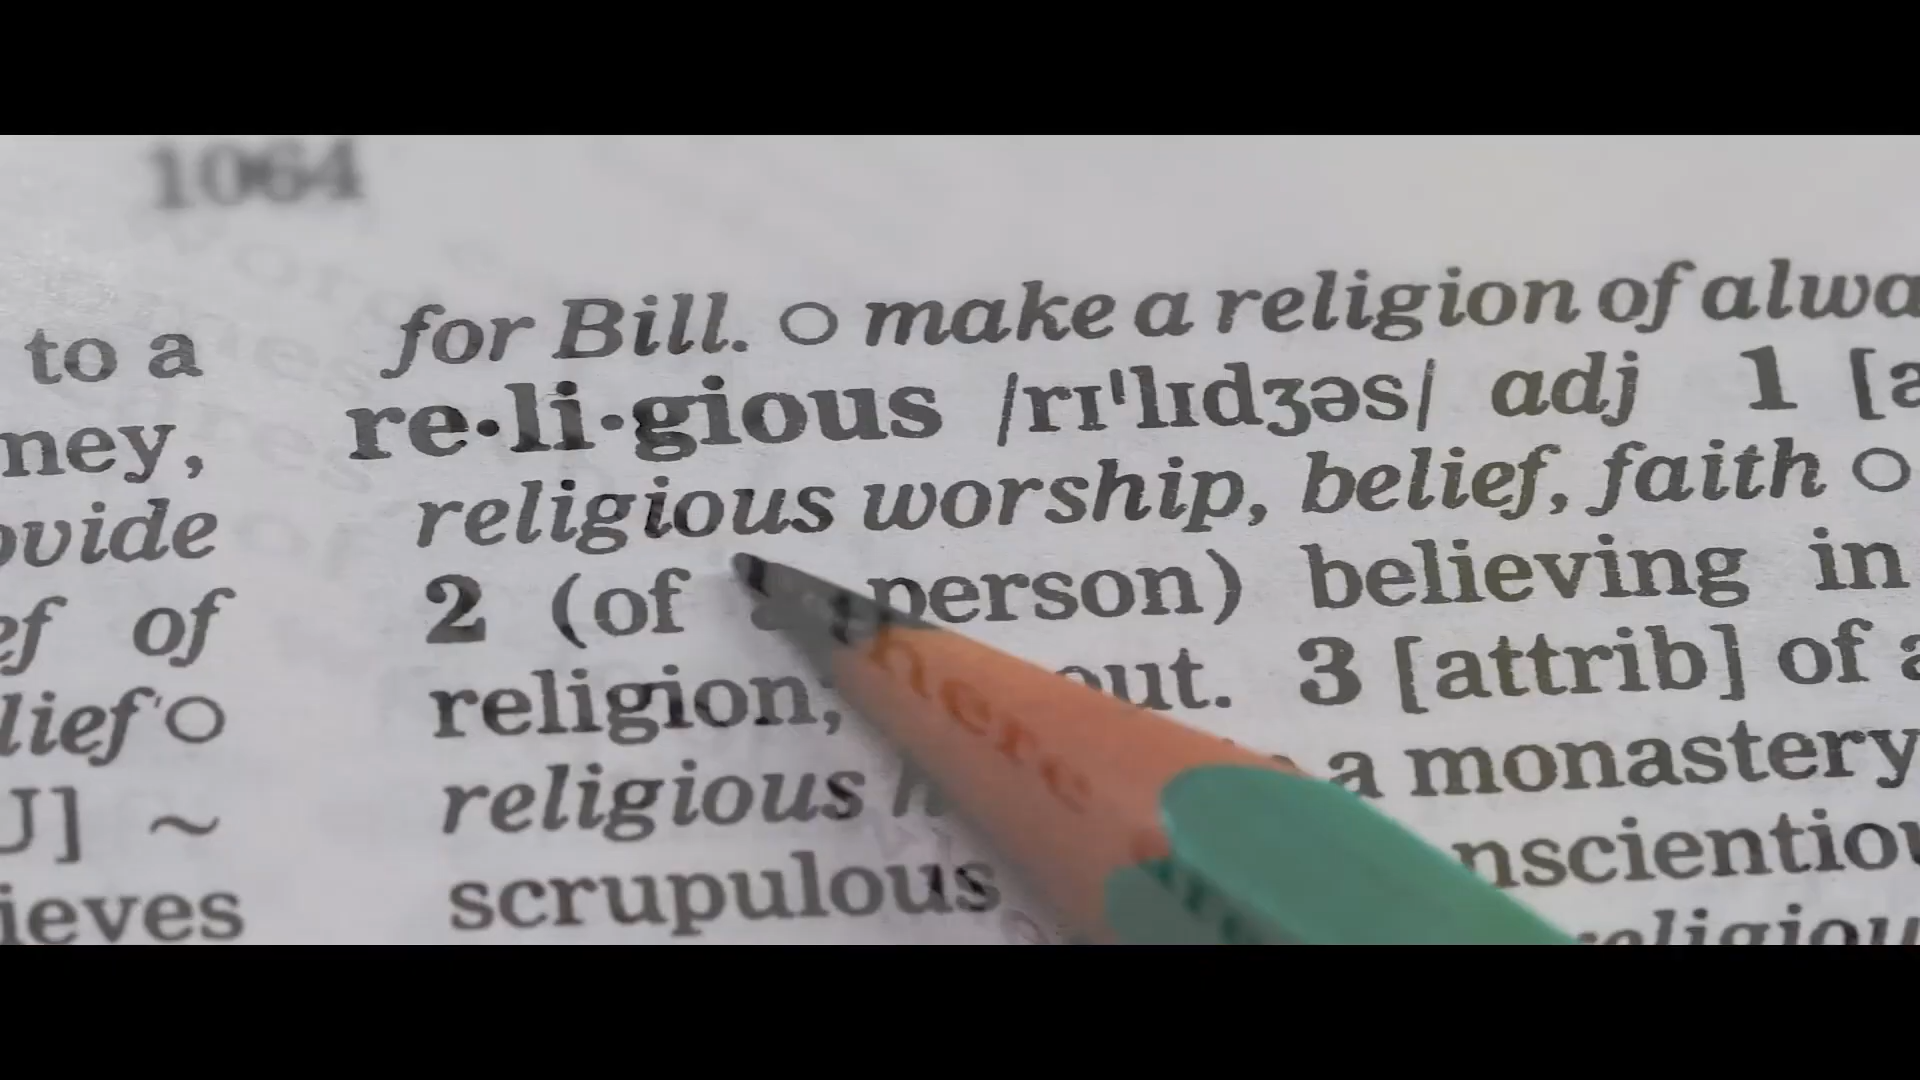 1064
to a
ney,
ovide
ef of
lief ○
U] ~
ieves
for Bill. ○ make a religion of alwa
re·li·gious /rɪˈlɪdʒəs/ adj 1 [a
religious worship, belief, faith ○
2 (of a person) believing in
religion; out. 3 [attrib] of a
a monastery
religious h
nscientiou
scrupulous
religiou
here